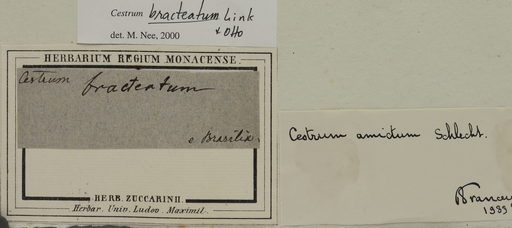 Cestrum bracteatum Link
& Otto
det. M. Nee, 2000
HERBARIUM REGIUM MONACENSE.
Cestrum bracteatum
e Brasilia.
HERB. ZUCCARINII.
Herbar. Univ. Ludov. Maximil.
Cestrum amictum Schlecht.